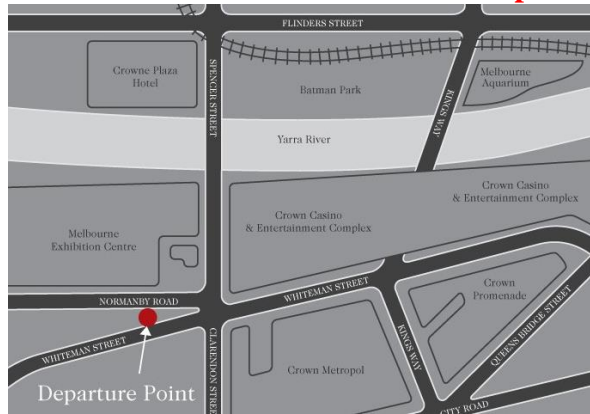 FLINDERS STREET
Crowne Plaza
Hotel
SPENCER STREET
Batman Park
KINGS WAY
Melbourne
Aquarium
Yarra River
Crown Casino
& Entertainment Complex
Crown Casino
& Entertainment Complex
Melbourne
Exhibition Centre
NORMANBY ROAD
WHITEMAN STREET
Crown
Promenade
WHITEMAN STREET
CLARENDON STREET
Crown Metropol
KINGS WAY
QUEENS BRIDGE STREET
Departure Point
CITY ROAD